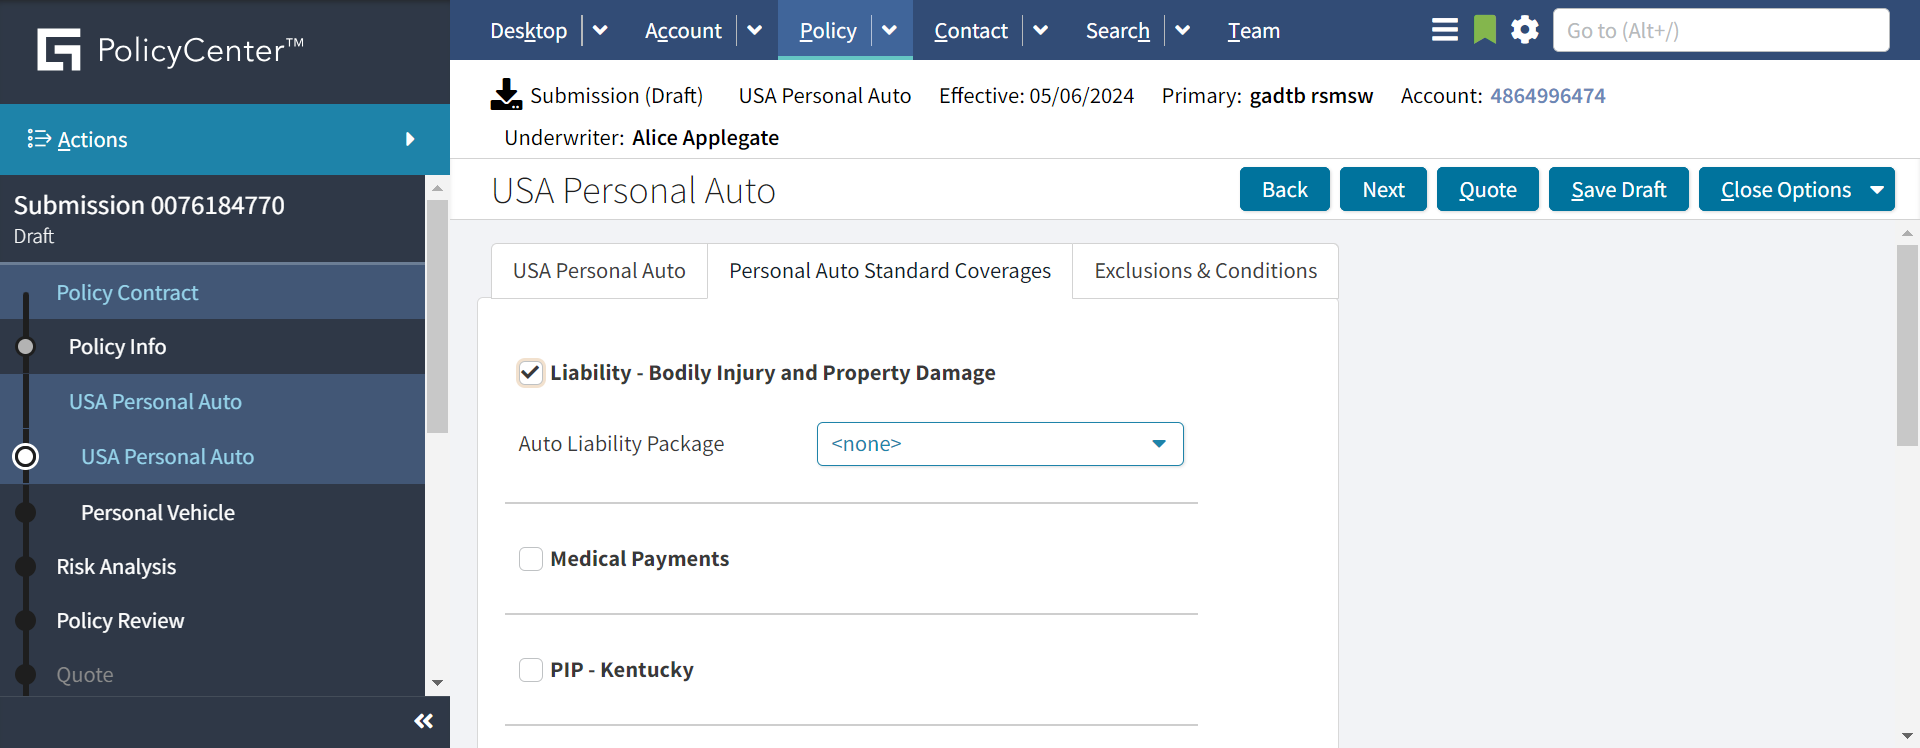 PolicyCenter™
Desktop Account Policy Contact Search Team Go to (Alt+/)
Submission (Draft) USA Personal Auto Effective: 05/06/2024 Primary: gadtb rsmsw Account: 4864996474
Underwriter: Alice Applegate
Actions
USA Personal Auto Back Next Quote Save Draft Close Options
Submission 0076184770
Draft
Policy Contract
Policy Info
USA Personal Auto
USA Personal Auto
Personal Vehicle
Risk Analysis
Policy Review
Quote
USA Personal Auto Personal Auto Standard Coverages Exclusions & Conditions
Liability - Bodily Injury and Property Damage
Auto Liability Package <none>
Medical Payments
PIP - Kentucky